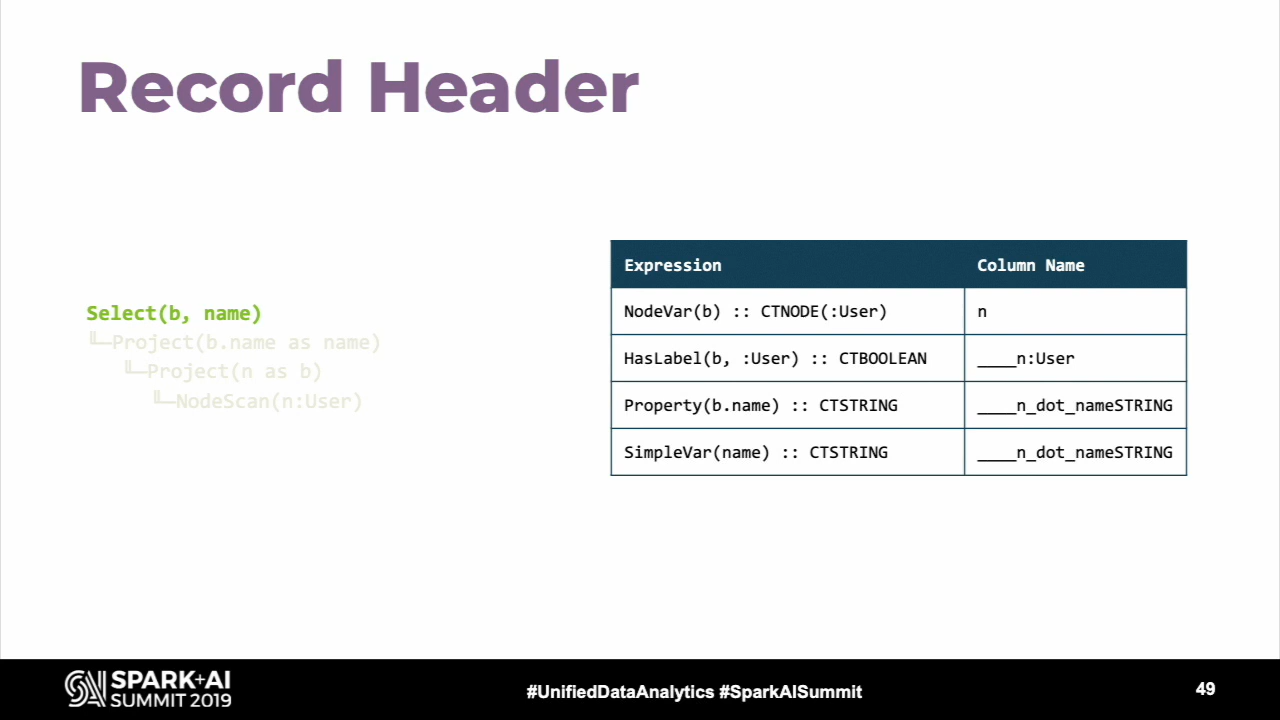 Record Header
Select(b, name)
╙─Project(b.name as name)
╙─Project(n as b)
╙─NodeScan(n:User)
Expression Column Name
NodeVar(b) :: CTNODE(:User) n
HasLabel(b, :User) :: CTBOOLEAN ____n:User
Property(b.name) :: CTSTRING ____n_dot_nameSTRING
SimpleVar(name) :: CTSTRING ____n_dot_nameSTRING
SPARK+AI
SUMMIT 2019
#UnifiedDataAnalytics #SparkAISummit
49